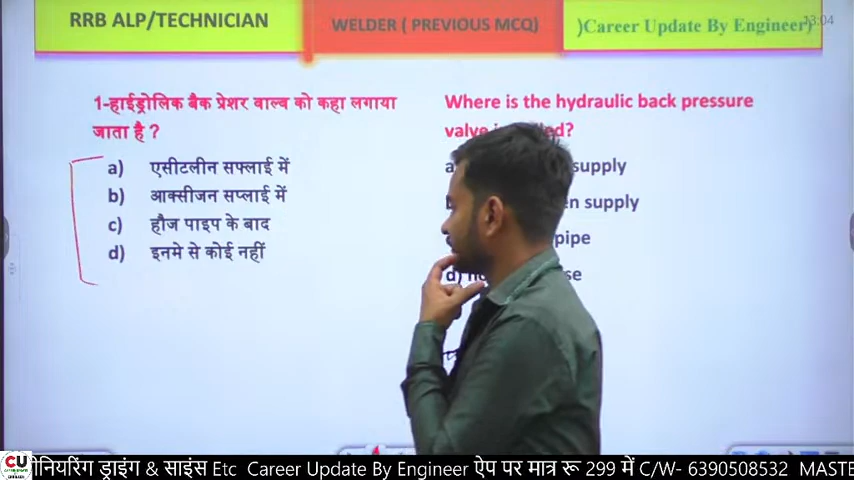 RRB ALP/TECHNICIAN
WELDER ( PREVIOUS MCQ)
)Career Update By Engineer)
13:04
1-हाईड्रोलिक बैक प्रेशर वाल्व को कहा लगाया
जाता है ?
a) एसीटलीन सफ्लाई में
b) आक्सीजन सप्लाई में
c) हौज पाइप के बाद
d) इनमे से कोई नहीं
Where is the hydraulic back pressure
valve
supply
supply
pipe
d)
CU
ड्राइंग & साइंस Etc Career Update By Engineer ऐप पर मात्र रू 299 में C/W- 6390508532